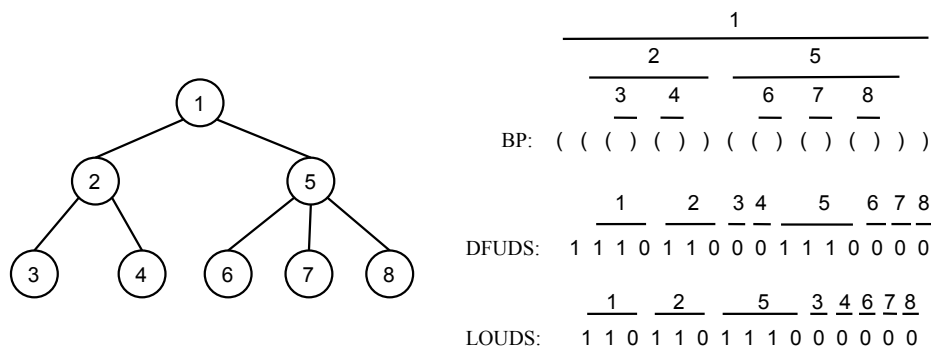 1
2
5
3
4
6
7
8
1
2 5
3 4 6 7 8
BP: ( ( ( ) ( ) ) ( ( ) ( ) ( ) ) )
1 2 3 4 5 6 7 8
DFUDS: 1 1 1 0 1 1 0 0 0 1 1 1 0 0 0 0
1 2 5 3 4 6 7 8
LOUDS: 1 1 0 1 1 0 1 1 1 0 0 0 0 0 0